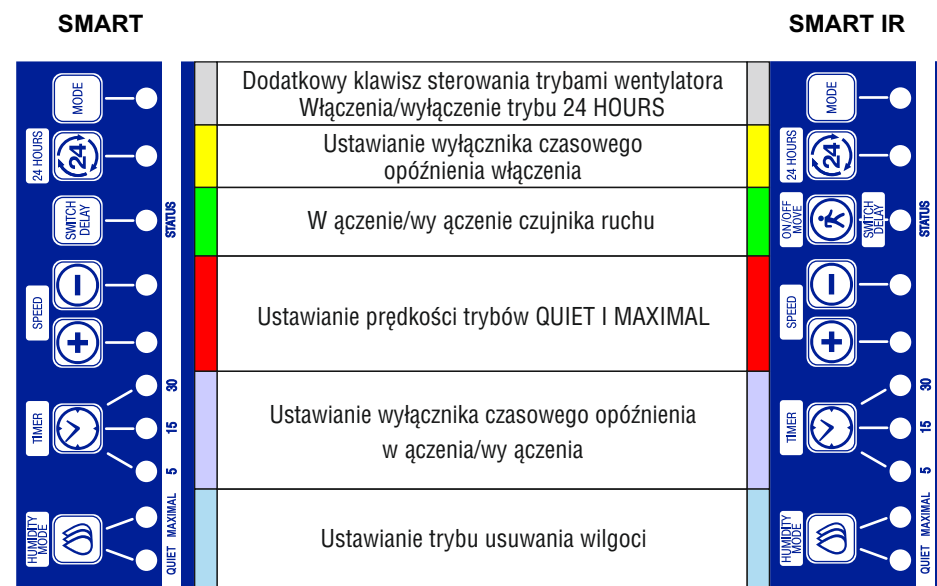 SMART
SMART IR
MODE
24 HOURS
24
SWITCH
DELAY
STATUS
SPEED
TIMER
30
15
5
HUMIDITY
MODE
QUIET MAXIMAL
Dodatkowy klawisz sterowania trybami wentylatora
Włączenia/wyłączenie trybu 24 HOURS
Ustawianie wyłącznika czasowego
opóźnienia włączenia
W ączenie/wy ączenie czujnika ruchu
Ustawianie prędkości trybów QUIET I MAXIMAL
Ustawianie wyłącznika czasowego opóźnienia
w ączenia/wy ączenia
Ustawianie trybu usuwania wilgoci
MODE
24 HOURS
24
ON/OFF
MOVE
SWITCH
DELAY
STATUS
SPEED
TIMER
30
15
5
HUMIDITY
MODE
QUIET MAXIMAL